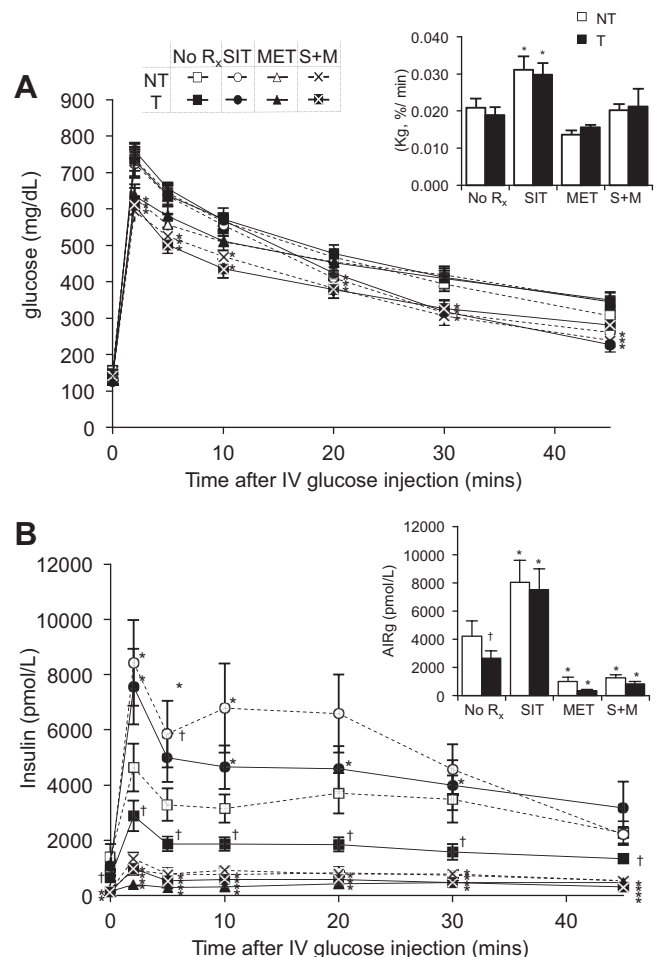 No Rx SIT MET S+M
NT
T
A
900
800
700
600
500
400
300
200
100
0
glucose (mg/dL)
0 10 20 30 40
Time after IV glucose injection (mins)
NT
T
0.040
0.030
0.020
0.010
0.000
(Kg, %/ min)
* *
No Rx SIT MET S+M
B
12000
10000
8000
6000
4000
2000
0
Insulin (pmol/L)
0 10 20 30 40
Time after IV glucose injection (mins)
12000
10000
8000
6000
4000
2000
0
AIRg (pmol/L)
† * * * * * *
No Rx SIT MET S+M